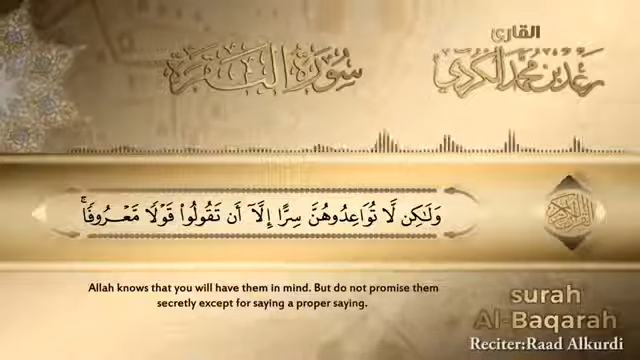 القارئ
سورة البقرة
رعد بن محمد الكردي
وَلَٰكِن لَّا تُوَاعِدُوهُنَّ سِرًّا إِلَّآ أَن تَقُولُوا۟ قَوْلًا مَّعْرُوفًا ۚ
القرآن الكريم
Allah knows that you will have them in mind. But do not promise them
secretly except for saying a proper saying.
surah
Al-Baqarah
Reciter:Raad Alkurdi